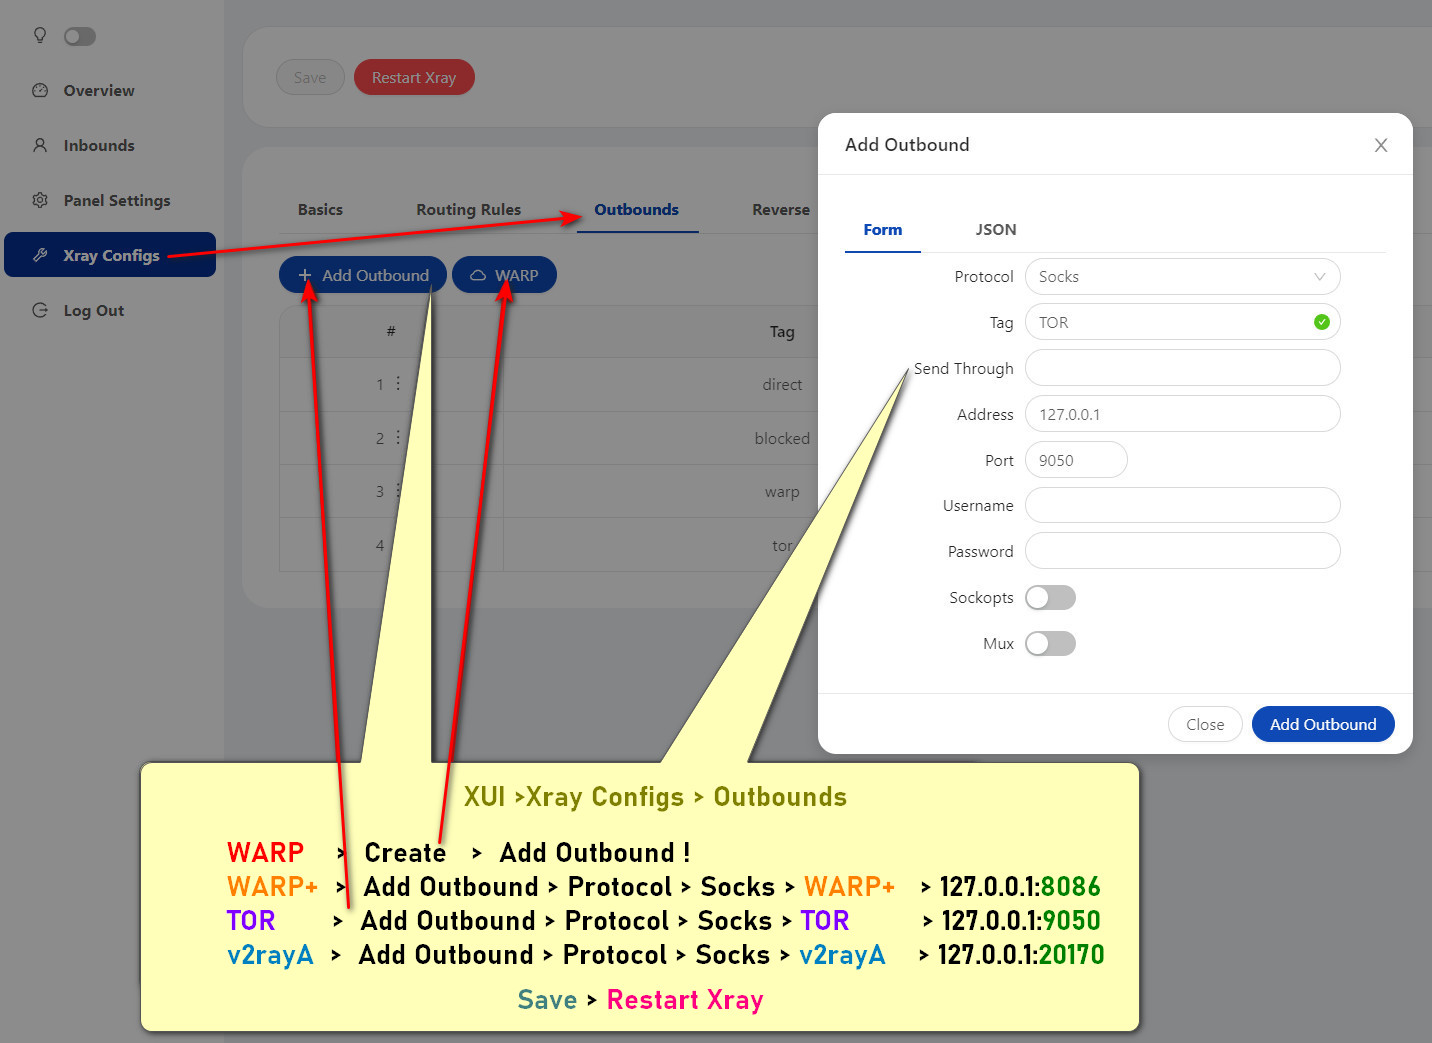 Overview
Inbounds
Panel Settings
Xray Configs
Log Out
Save
Restart Xray
Basics
Routing Rules
Outbounds
Reverse
+ Add Outbound
WARP
# Tag
1 direct
2 blocked
3 warp
4 tor
Add Outbound
Form
JSON
Protocol Socks
Tag TOR
Send Through
Address 127.0.0.1
Port 9050
Username
Password
Sockopts
Mux
Close
Add Outbound
XUI >Xray Configs > Outbounds
WARP > Create > Add Outbound !
WARP+ > Add Outbound > Protocol > Socks > WARP+ > 127.0.0.1:8086
TOR > Add Outbound > Protocol > Socks > TOR > 127.0.0.1:9050
v2rayA > Add Outbound > Protocol > Socks > v2rayA > 127.0.0.1:20170
Save > Restart Xray